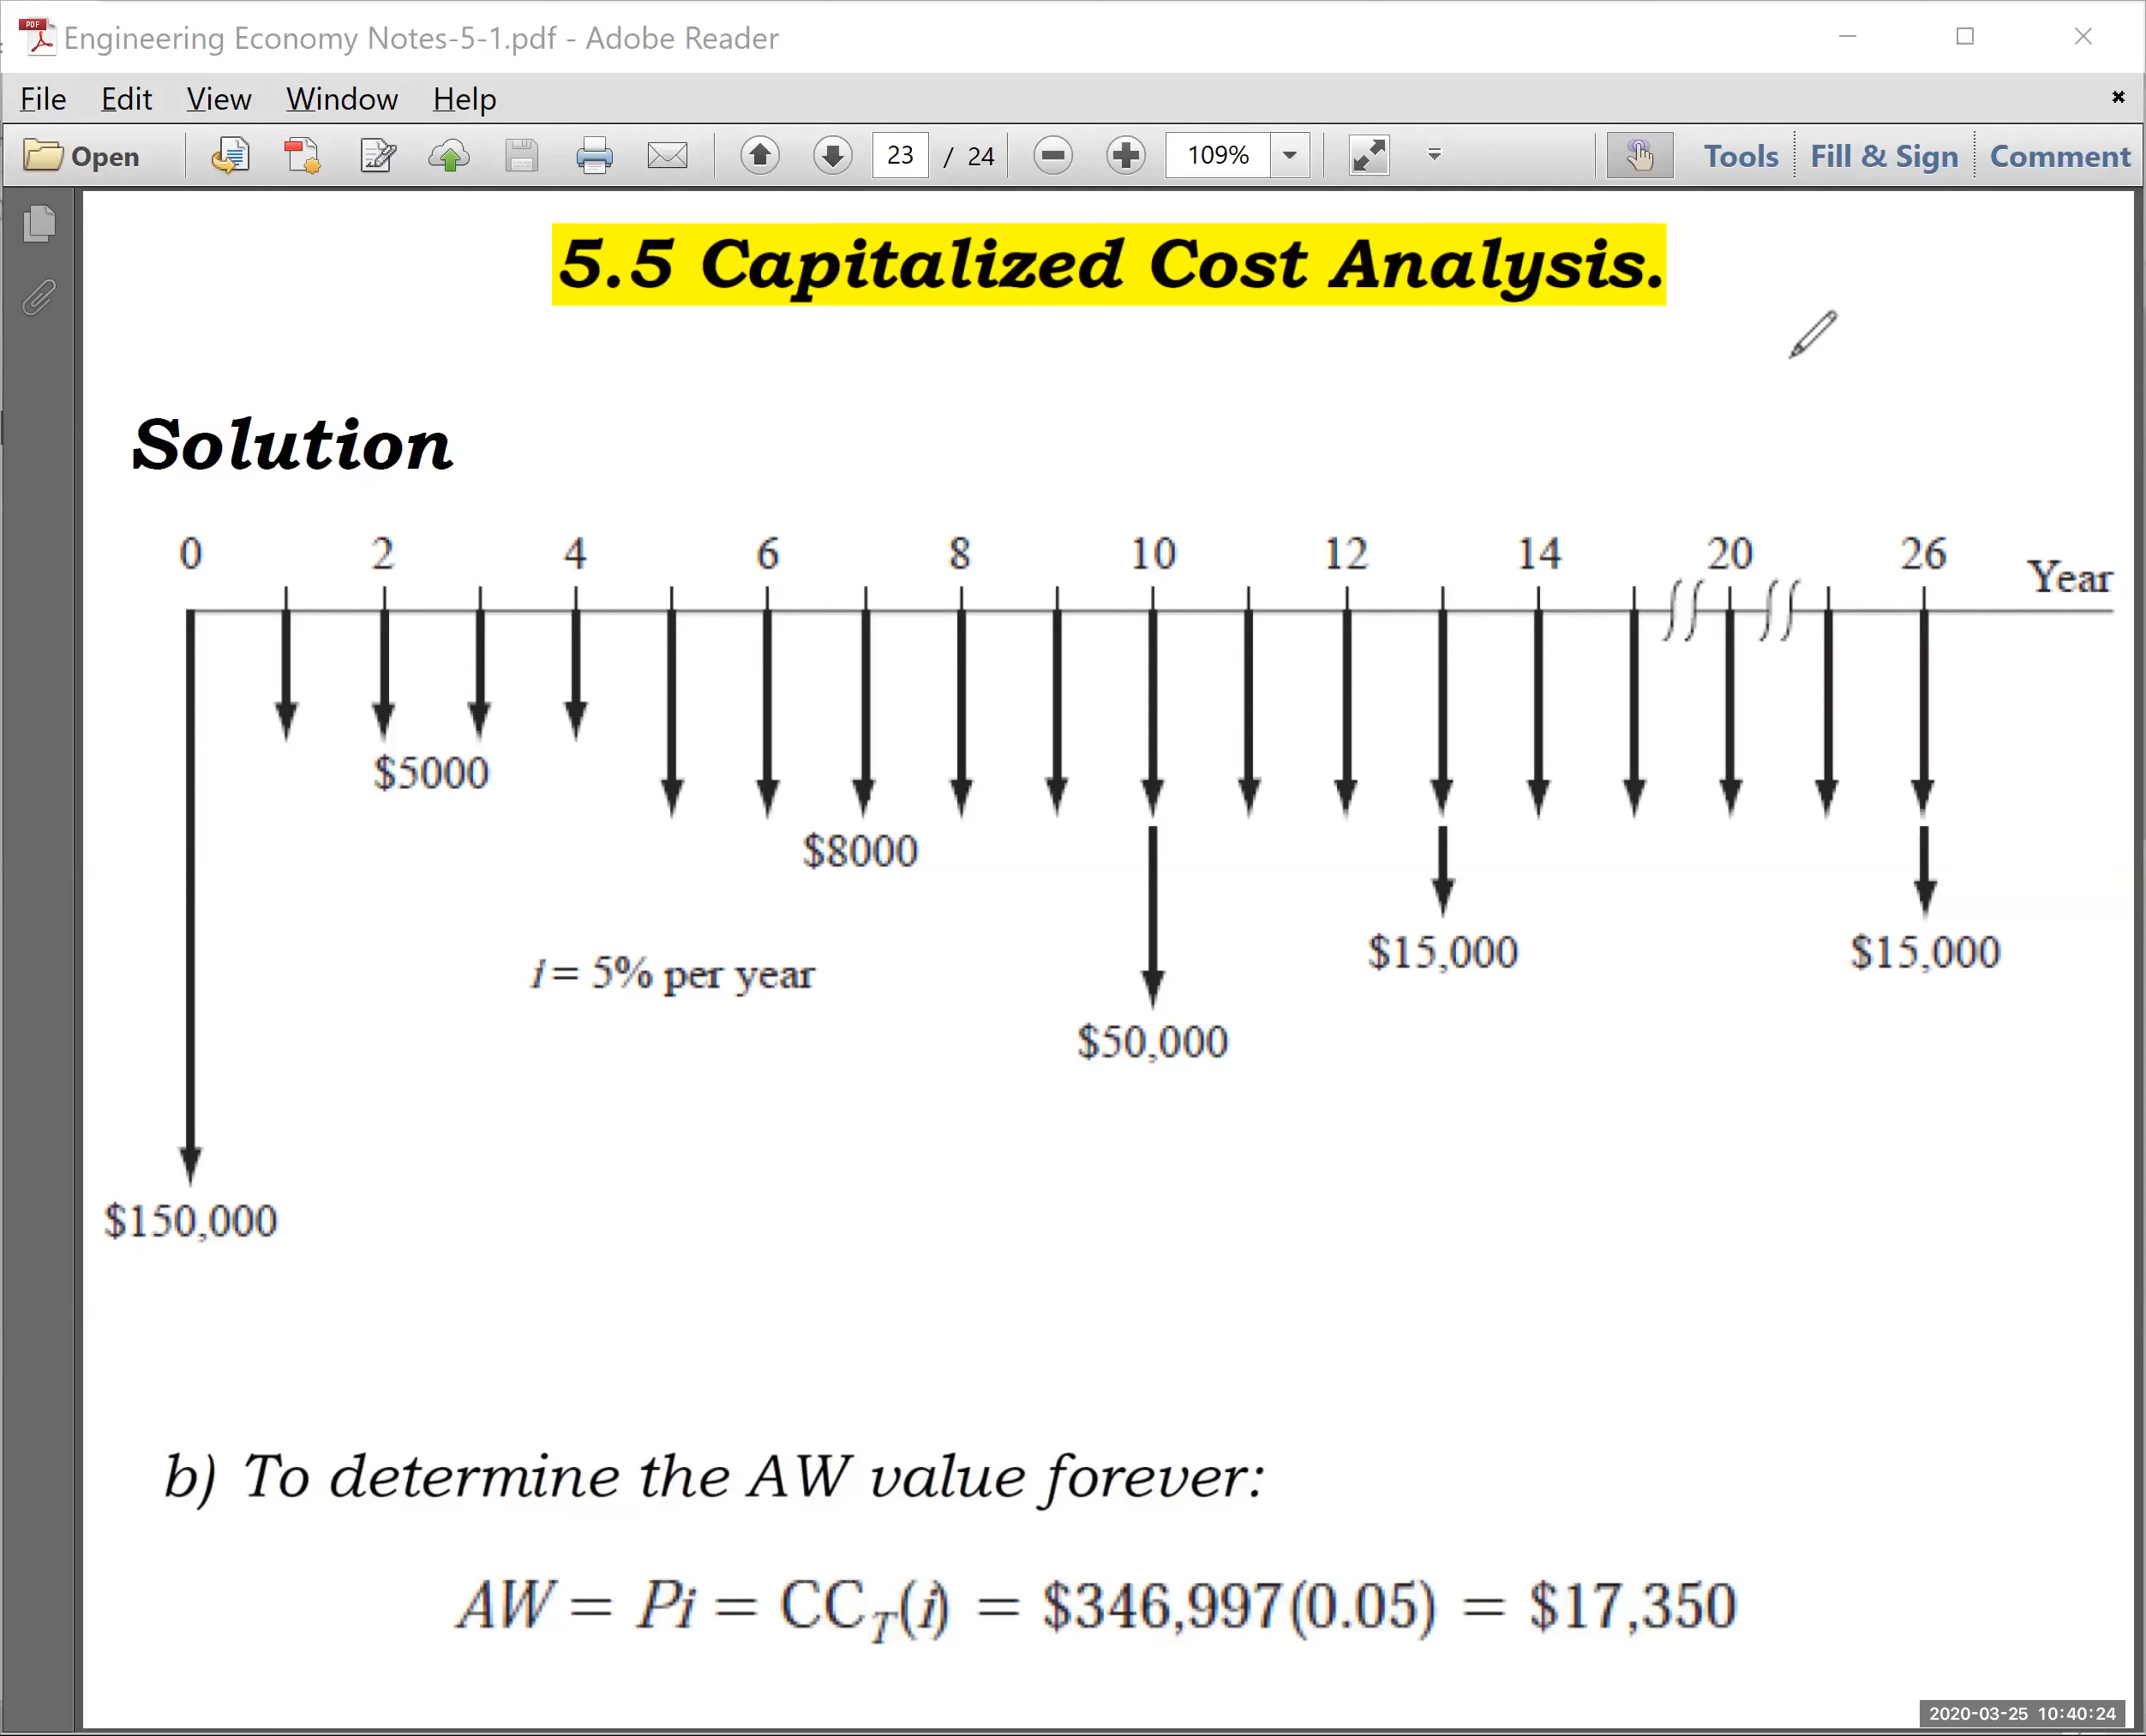 Engineering Economy Notes-5-1.pdf - Adobe Reader
File Edit View Window Help
Open 23 / 24 109% Tools Fill & Sign Comment
5.5 Capitalized Cost Analysis.
Solution
0 2 4 6 8 10 12 14 20 26 Year
$5000
$8000
i = 5% per year
$15,000 $15,000
$50,000
$150,000
b) To determine the AW value forever:
AW = Pi = CC_T(i) = $346,997(0.05) = $17,350
2020-03-25 10:40:24